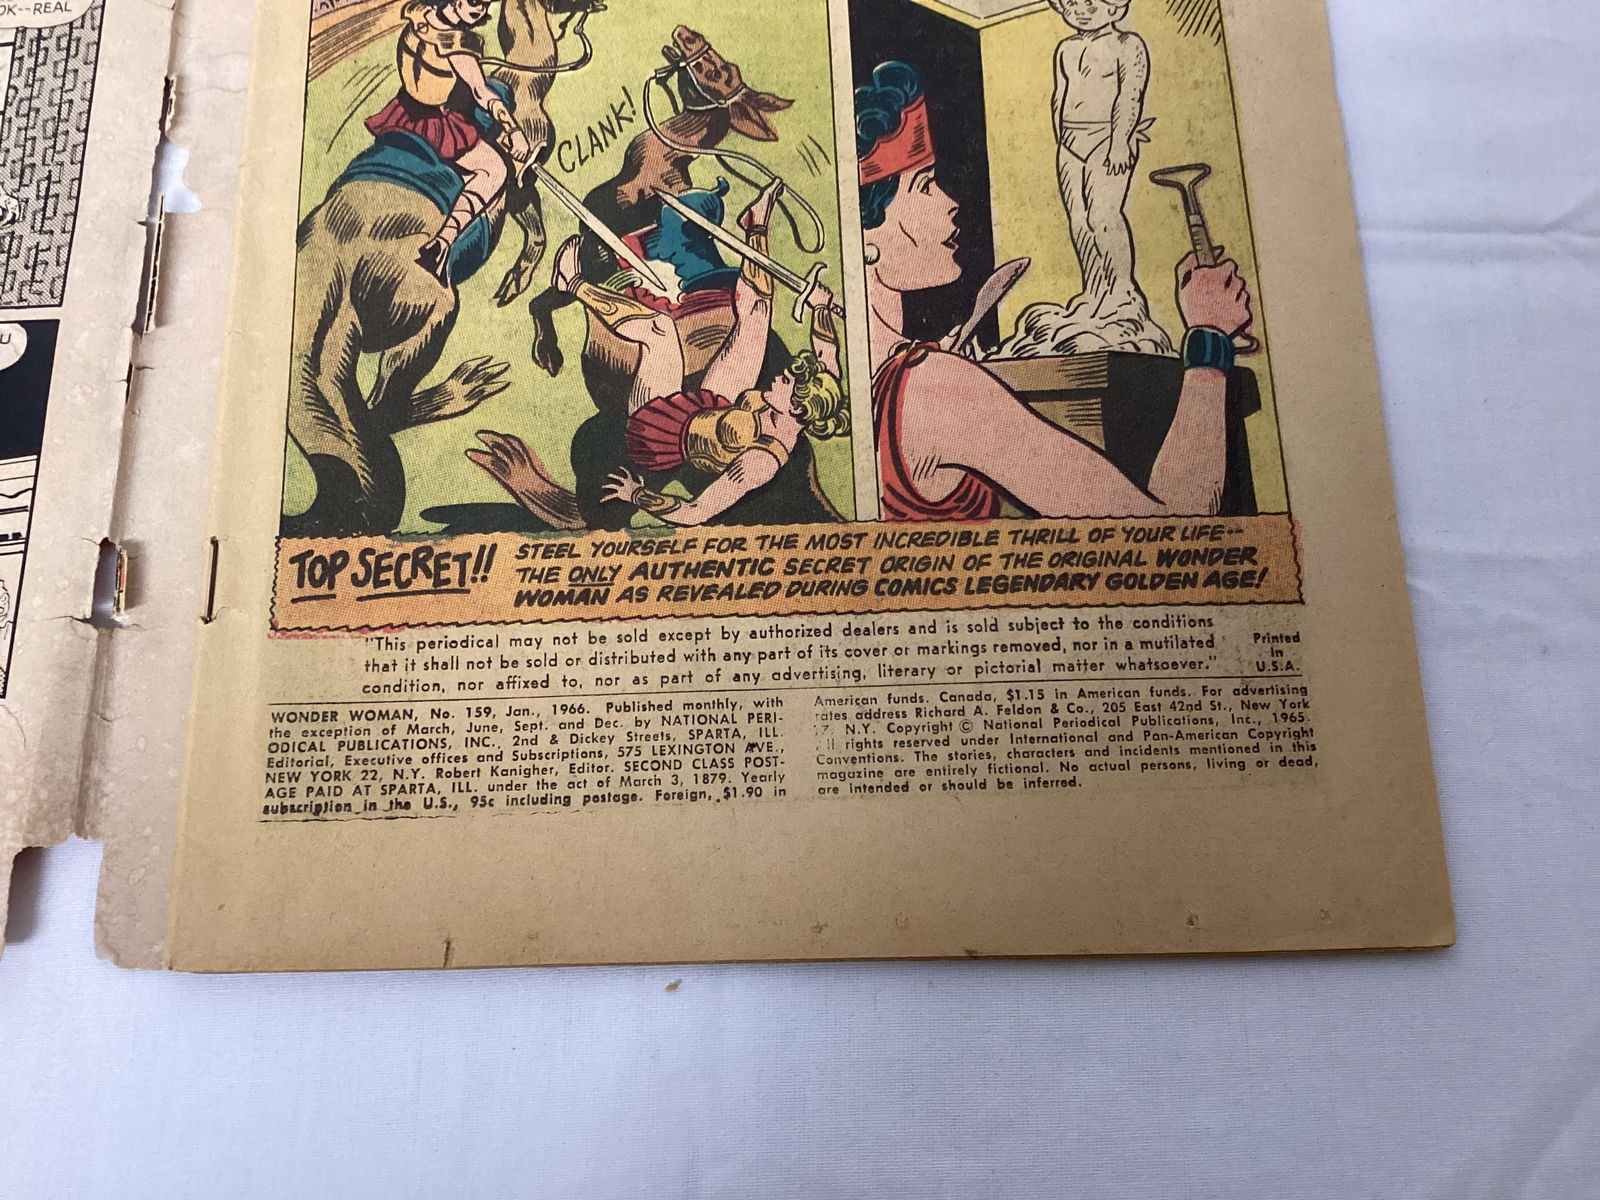 OK--REAL
U
CLANK!
TOP SECRET!!
STEEL YOURSELF FOR THE MOST INCREDIBLE THRILL OF YOUR LIFE--
THE ONLY AUTHENTIC SECRET ORIGIN OF THE ORIGINAL WONDER
WOMAN AS REVEALED DURING COMICS LEGENDARY GOLDEN AGE!
"This periodical may not be sold except by authorized dealers and is sold subject to the conditions
that it shall not be sold or distributed with any part of its cover or markings removed, nor in a mutilated
condition, nor affixed to, nor as part of any advertising, literary or pictorial matter whatsoever."
Printed
in
U.S.A.
WONDER WOMAN, No. 159, Jan., 1966. Published monthly, with
the exception of March, June, Sept. and Dec. by NATIONAL PERI-
ODICAL PUBLICATIONS, INC., 2nd & Dickey Streets, SPARTA, ILL.
Editorial, Executive offices and Subscriptions, 575 LEXINGTON AVE.,
NEW YORK 22, N.Y. Robert Kanigher, Editor. SECOND CLASS POST-
AGE PAID AT SPARTA, ILL. under the act of March 3, 1879. Yearly
subscription in the U.S., 95c including postage. Foreign, $1.90 in
American funds. Canada, $1.15 in American funds. For advertising
rates address Richard A. Feldon & Co., 205 East 42nd St., New York
17, N.Y. Copyright © National Periodical Publications, Inc., 1965.
All rights reserved under International and Pan-American Copyright
Conventions. The stories, characters and incidents mentioned in this
magazine are entirely fictional. No actual persons, living or dead,
are intended or should be inferred.